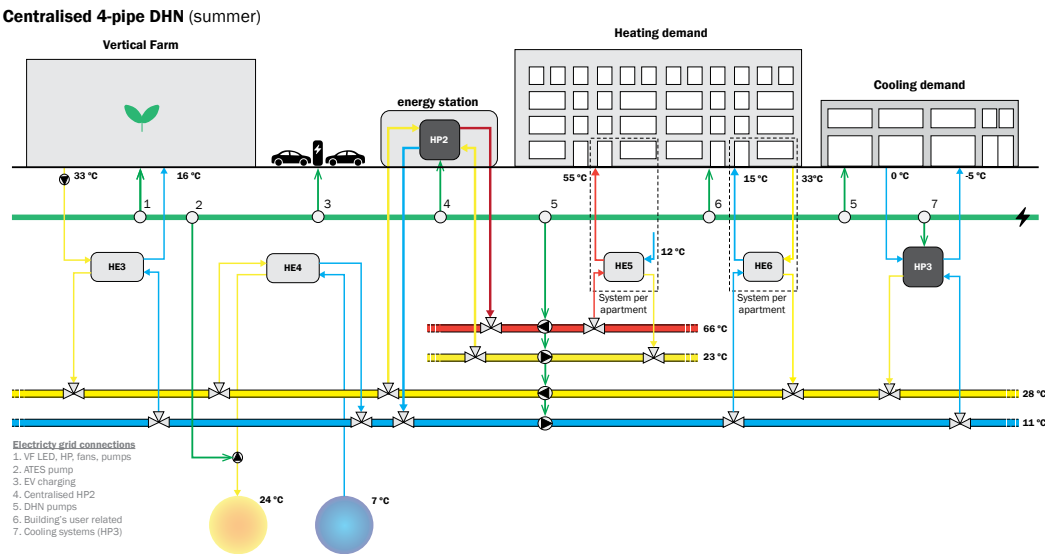 Centralised 4-pipe DHN (summer)
Vertical Farm
Heating demand
Cooling demand
energy station
HP2
33 °C
16 °C
55 °C
15 °C
33°C
0 °C
-5 °C
1
2
3
4
5
6
5
7
HE3
HE4
HE5
12 °C
HE6
HP3
System per
apartment
System per
apartment
66 °C
23 °C
28 °C
11 °C
Electricty grid connections
1. VF LED, HP, fans, pumps
2. ATES pump
3. EV charging
4. Centralised HP2
5. DHN pumps
6. Building's user related
7. Cooling systems (HP3)
24 °C
7 °C